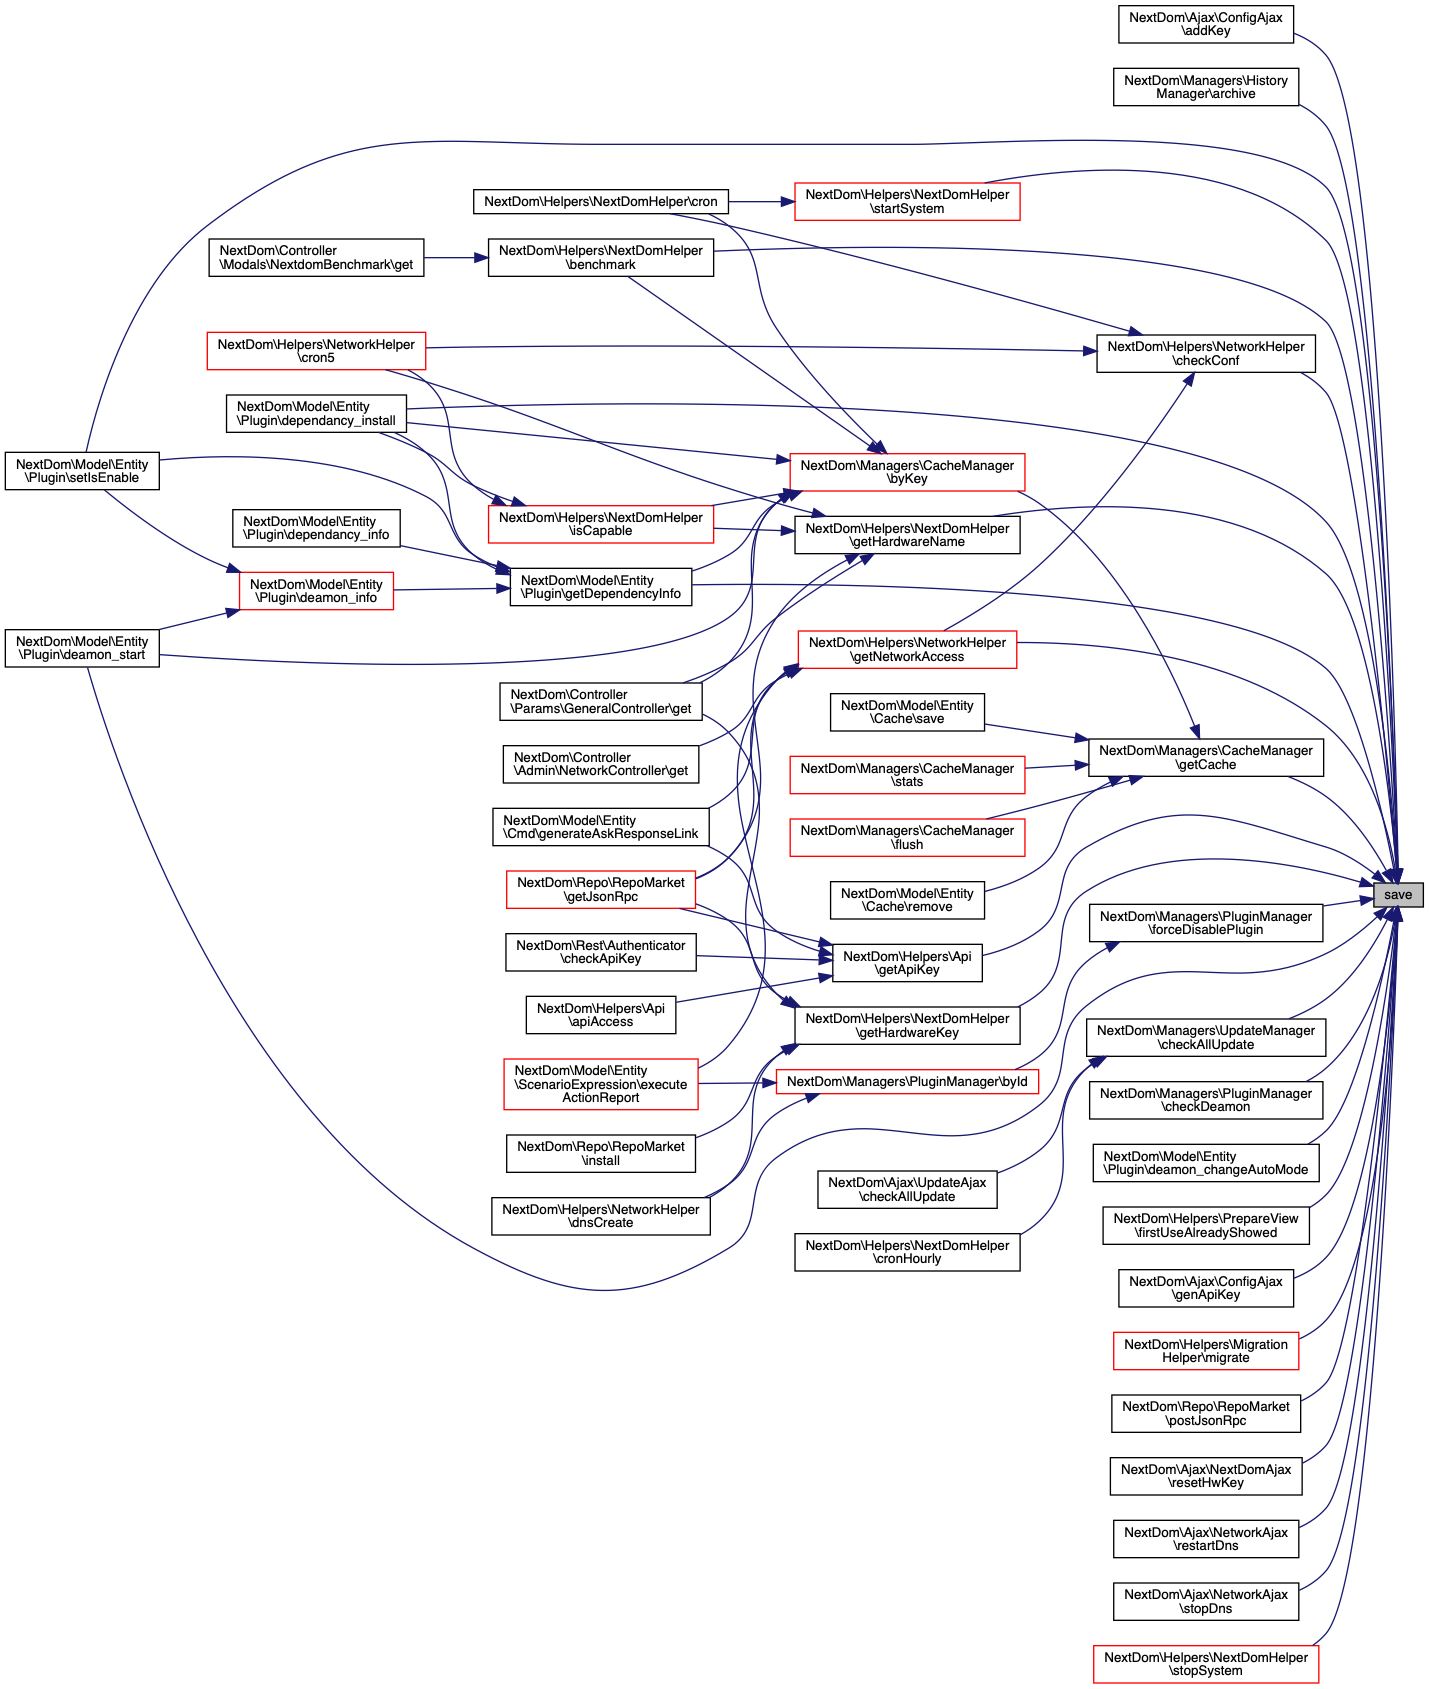 NextDom\Ajax\ConfigAjax
\addKey
NextDom\Managers\History
Manager\archive
NextDom\Helpers\NextDomHelper
\startSystem
NextDom\Helpers\NextDomHelper\cron
NextDom\Controller
\Modals\NextdomBenchmark\get
NextDom\Helpers\NextDomHelper
\benchmark
NextDom\Helpers\NetworkHelper
\cron5
NextDom\Helpers\NetworkHelper
\checkConf
NextDom\Model\Entity
\Plugin\dependancy_install
NextDom\Model\Entity
\Plugin\setIsEnable
NextDom\Managers\CacheManager
\byKey
NextDom\Helpers\NextDomHelper
\isCapable
NextDom\Model\Entity
\Plugin\dependancy_info
NextDom\Helpers\NextDomHelper
\getHardwareName
NextDom\Model\Entity
\Plugin\deamon_info
NextDom\Model\Entity
\Plugin\getDependencyInfo
NextDom\Model\Entity
\Plugin\deamon_start
NextDom\Helpers\NetworkHelper
\getNetworkAccess
NextDom\Controller
\Params\GeneralController\get
NextDom\Model\Entity
\Cache\save
NextDom\Controller
\Admin\NetworkController\get
NextDom\Managers\CacheManager
\stats
NextDom\Managers\CacheManager
\getCache
NextDom\Model\Entity
\Cmd\generateAskResponseLink
NextDom\Managers\CacheManager
\flush
NextDom\Repo\RepoMarket
\getJsonRpc
NextDom\Model\Entity
\Cache\remove
save
NextDom\Managers\PluginManager
\forceDisablePlugin
NextDom\Rest\Authenticator
\checkApiKey
NextDom\Helpers\Api
\getApiKey
NextDom\Helpers\Api
\apiAccess
NextDom\Helpers\NextDomHelper
\getHardwareKey
NextDom\Managers\UpdateManager
\checkAllUpdate
NextDom\Model\Entity
\ScenarioExpression\execute
ActionReport
NextDom\Managers\PluginManager\byId
NextDom\Managers\PluginManager
\checkDeamon
NextDom\Repo\RepoMarket
\install
NextDom\Model\Entity
\Plugin\deamon_changeAutoMode
NextDom\Ajax\UpdateAjax
\checkAllUpdate
NextDom\Helpers\NetworkHelper
\dnsCreate
NextDom\Helpers\PrepareView
\firstUseAlreadyShowed
NextDom\Helpers\NextDomHelper
\cronHourly
NextDom\Ajax\ConfigAjax
\genApiKey
NextDom\Helpers\Migration
Helper\migrate
NextDom\Repo\RepoMarket
\postJsonRpc
NextDom\Ajax\NextDomAjax
\resetHwKey
NextDom\Ajax\NetworkAjax
\restartDns
NextDom\Ajax\NetworkAjax
\stopDns
NextDom\Helpers\NextDomHelper
\stopSystem